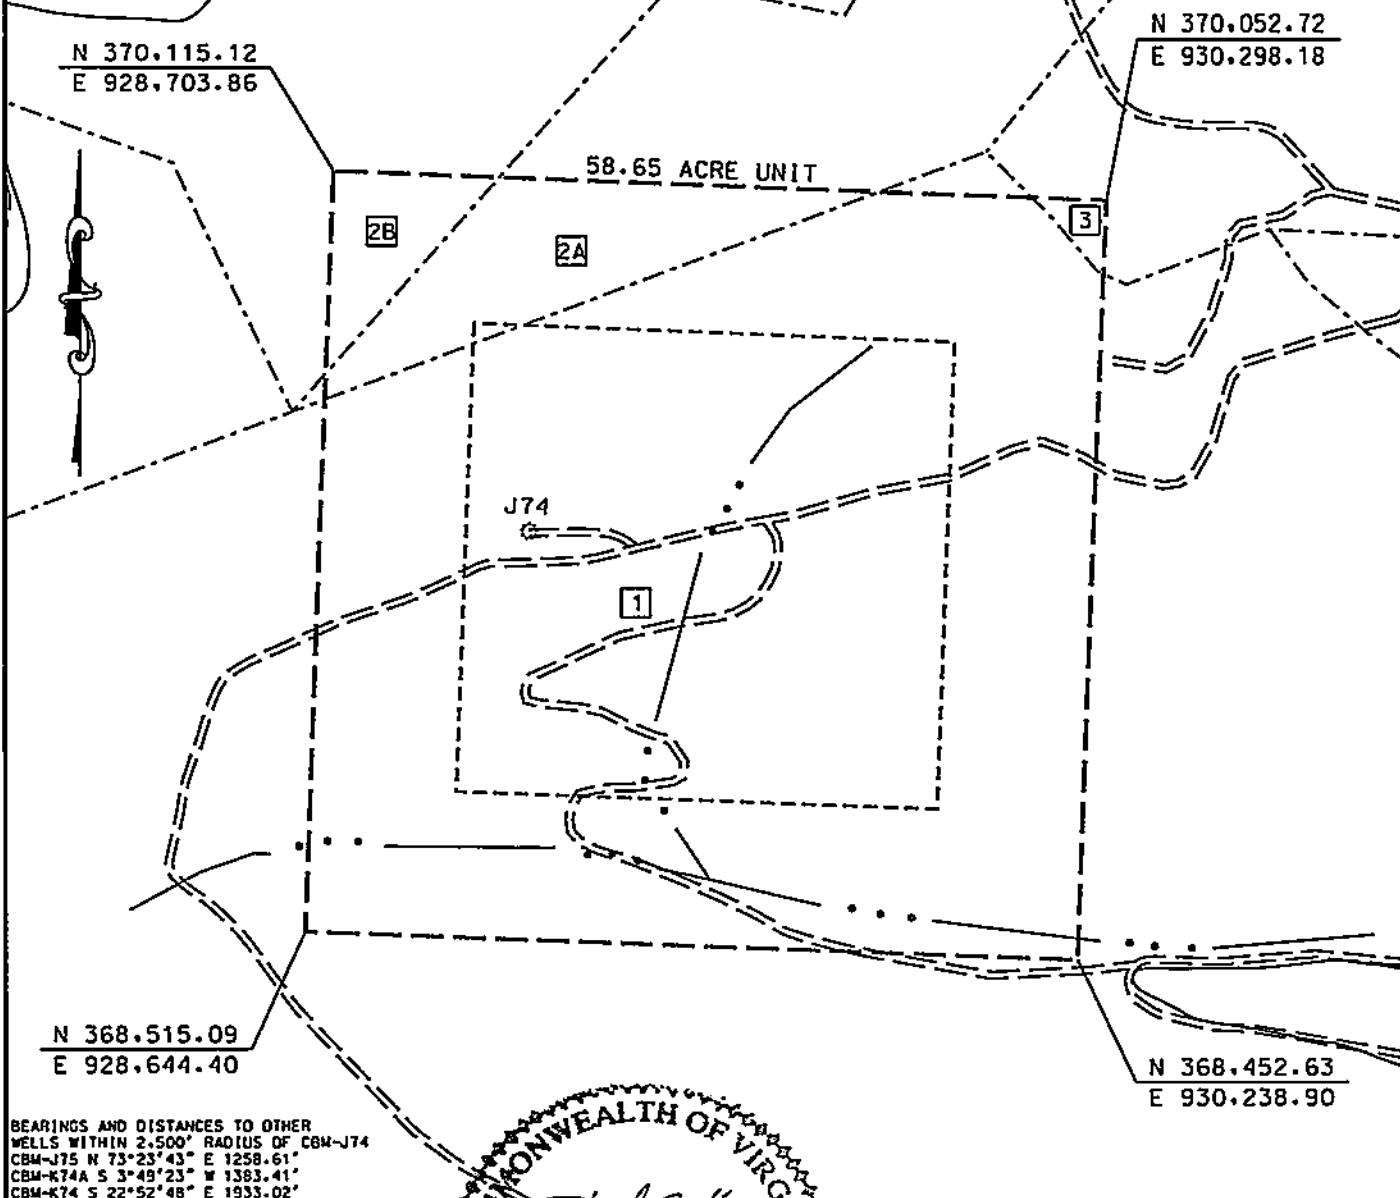 N 370,115.12
E 928,703.86
N 370,052.72
E 930,298.18
58.65 ACRE UNIT
2B
2A
3
J74
1
N 368,515.09
E 928,644.40
N 368,452.63
E 930,238.90
BEARINGS AND DISTANCES TO OTHER
WELLS WITHIN 2,500' RADIUS OF CBM-J74
CBM-J75 N 73°23'43" E 1258.61'
CBM-K74A S 3°49'23" W 1383.41'
CBM-K74 S 22°52'48" E 1933.02'
MONWEALTH OF VIRG